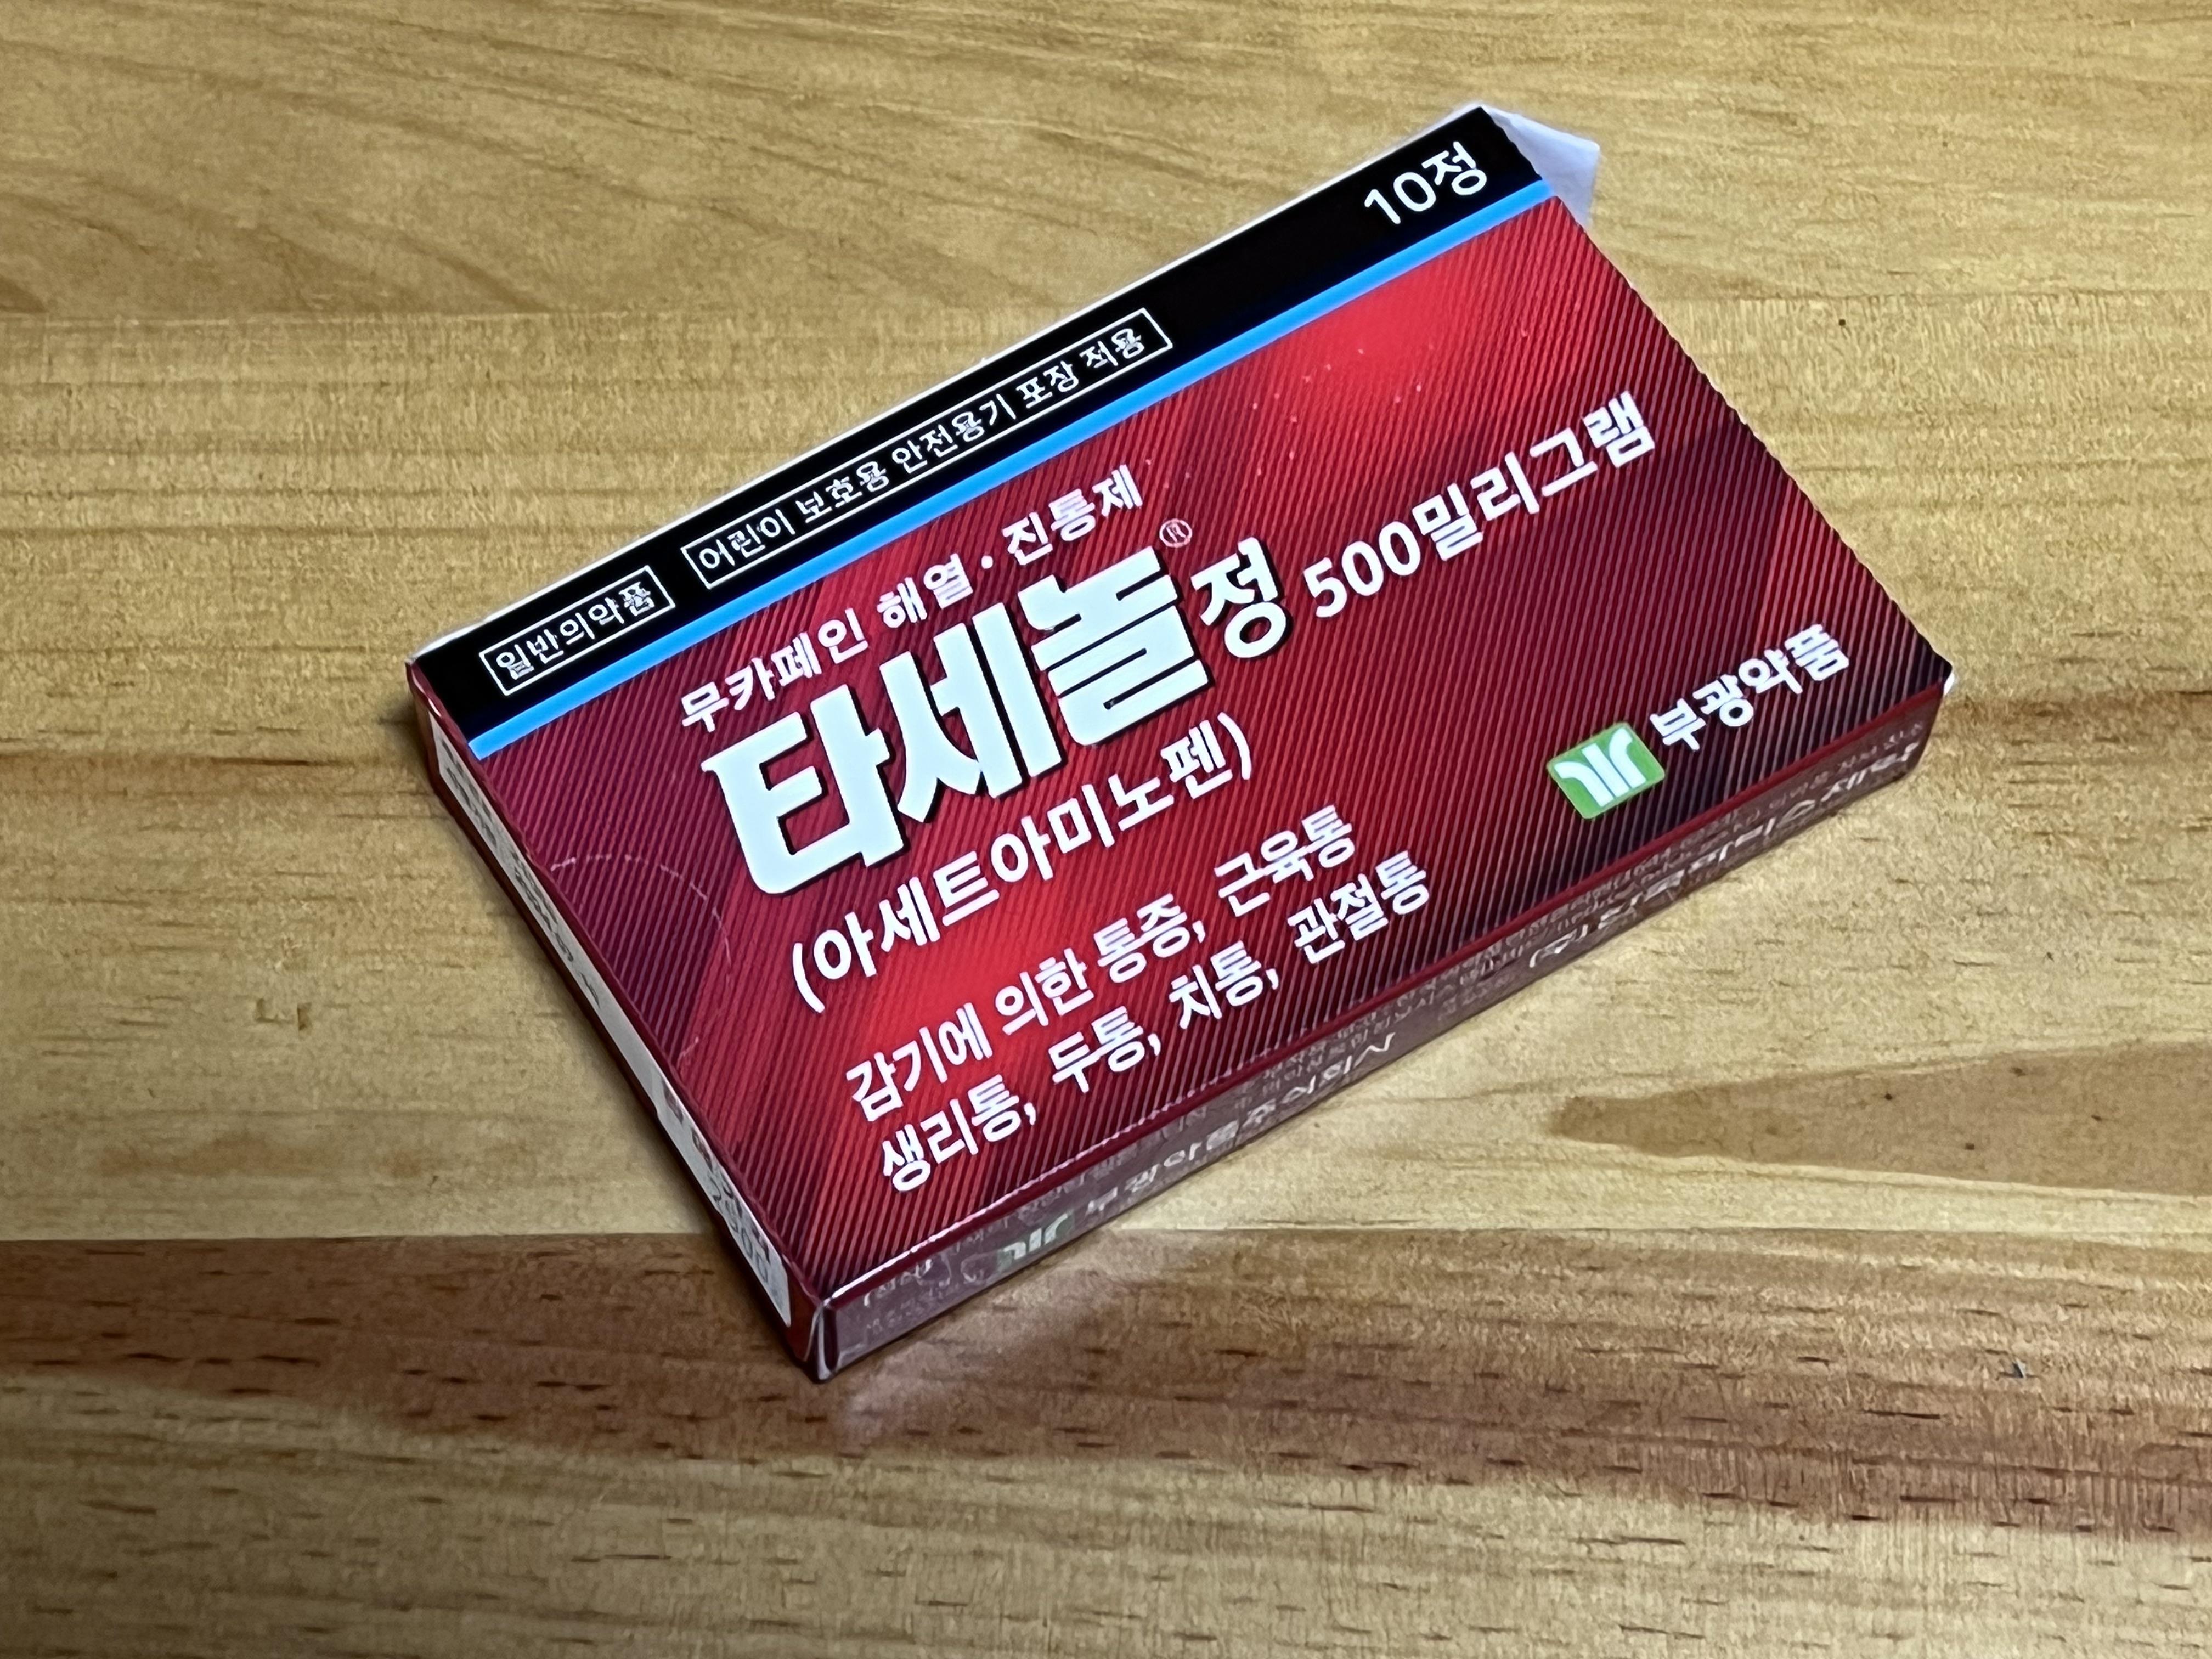 일반의약품 어린이 보호용 안전용기 포장 적용 10정
무카페인 해열·진통제
타세놀® 정 500밀리그램
(아세트아미노펜)
감기에 의한 통증, 근육통
생리통, 두통, 치통, 관절통
부광약품